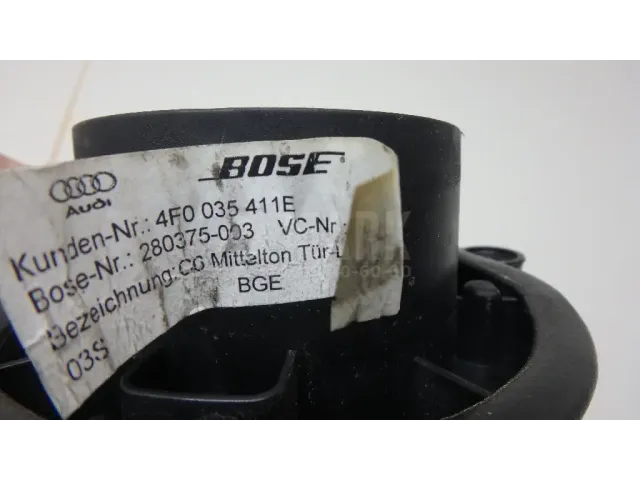 BOSE
Audi
Kunden-Nr.: 4F0 035 411E
Bose-Nr.: 280375-003 VC-Nr.:
Bezeichnung: C6 Mittelton Tür-L
BGE
03S